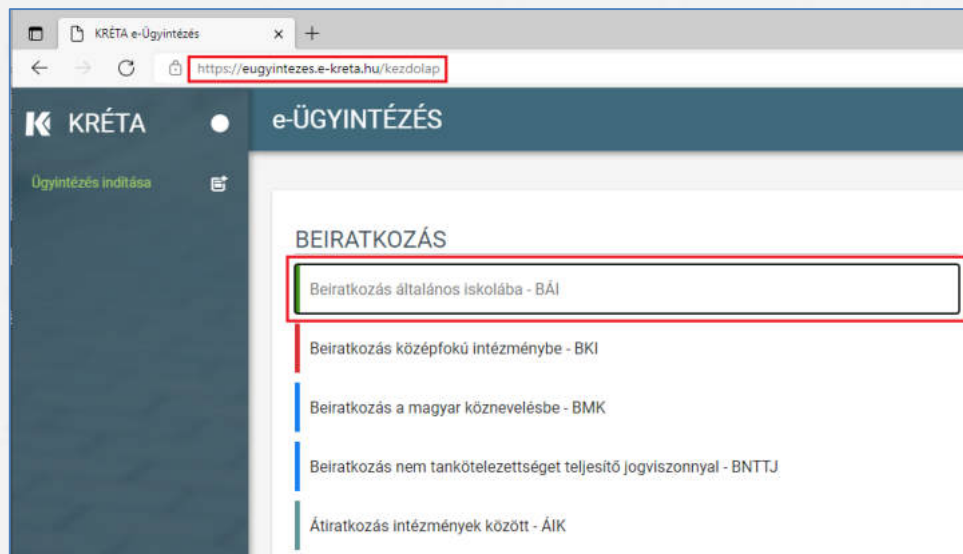 KRÉTA e-Ügyintézés
https://eugyintezes.e-kreta.hu/kezdolap
KRÉTA
e-ÜGYINTÉZÉS
Ügyintézés indítása
BEIRATKOZÁS
Beiratkozás általános iskolába - BÁI
Beiratkozás középfokú intézménybe - BKI
Beiratkozás a magyar köznevelésbe - BMK
Beiratkozás nem tankötelezettséget teljesítő jogviszonnyal - BNTTJ
Átiratkozás intézmények között - ÁIK